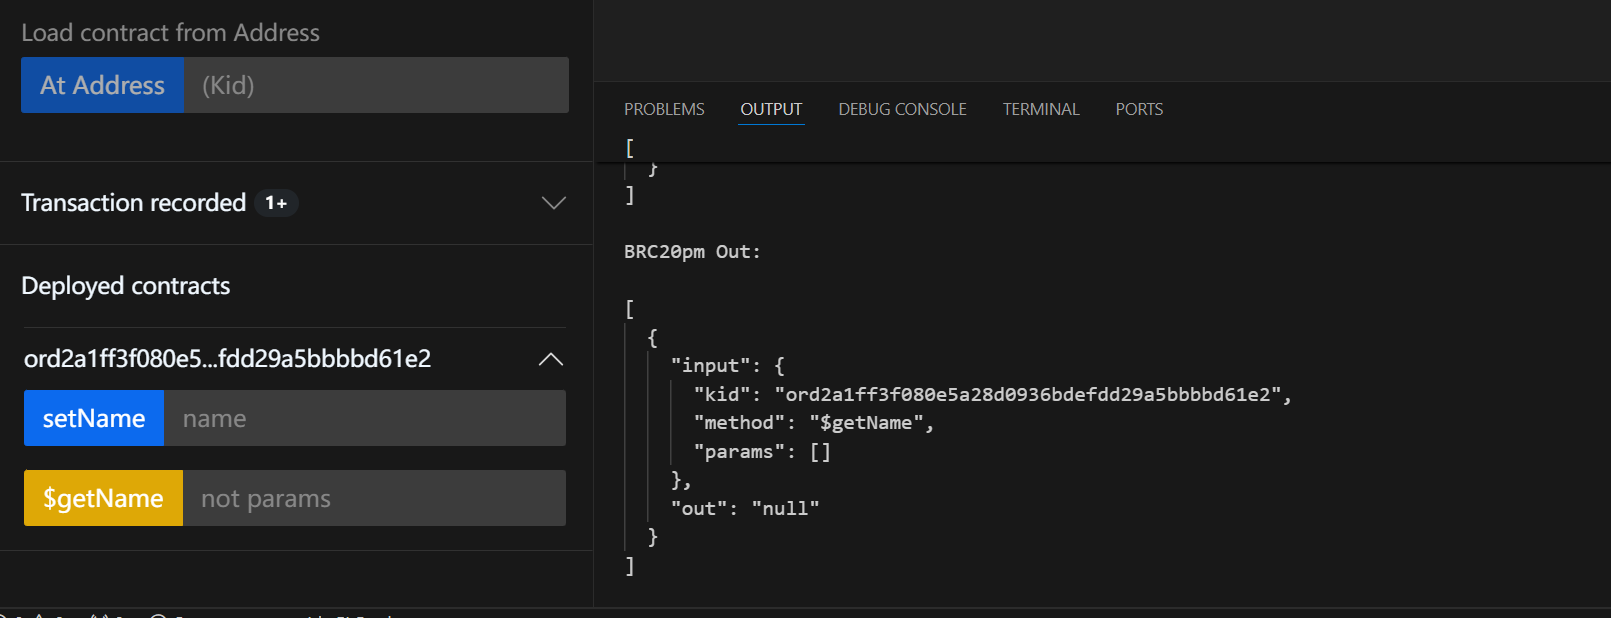 Load contract from Address
At Address (Kid)
Transaction recorded 1+
Deployed contracts
ord2a1ff3f080e5...fdd29a5bbbbd61e2
setName name
$getName not params
PROBLEMS OUTPUT DEBUG CONSOLE TERMINAL PORTS
[
}
]
BRC20pm Out:
[
{
"input": {
"kid": "ord2a1ff3f080e5a28d0936bdefdd29a5bbbbd61e2",
"method": "$getName",
"params": []
},
"out": "null"
}
]